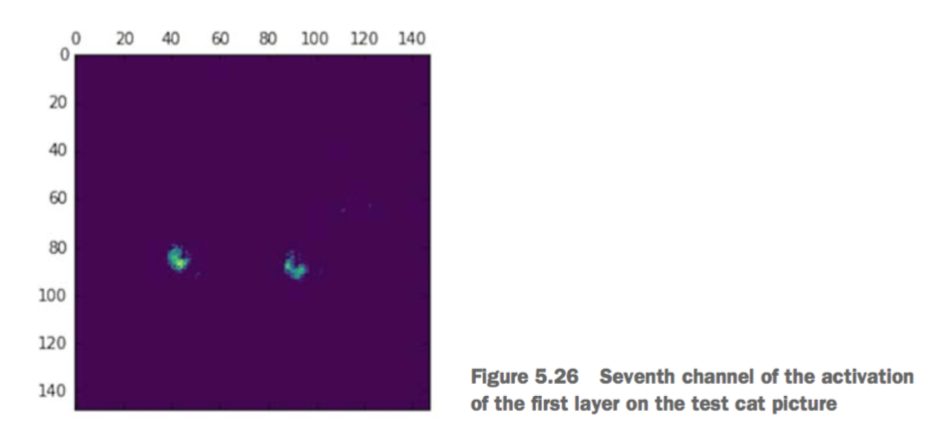 0 20 40 60 80 100 120 140
0
20
40
60
80
100
120
140
Figure 5.26 Seventh channel of the activation
of the first layer on the test cat picture